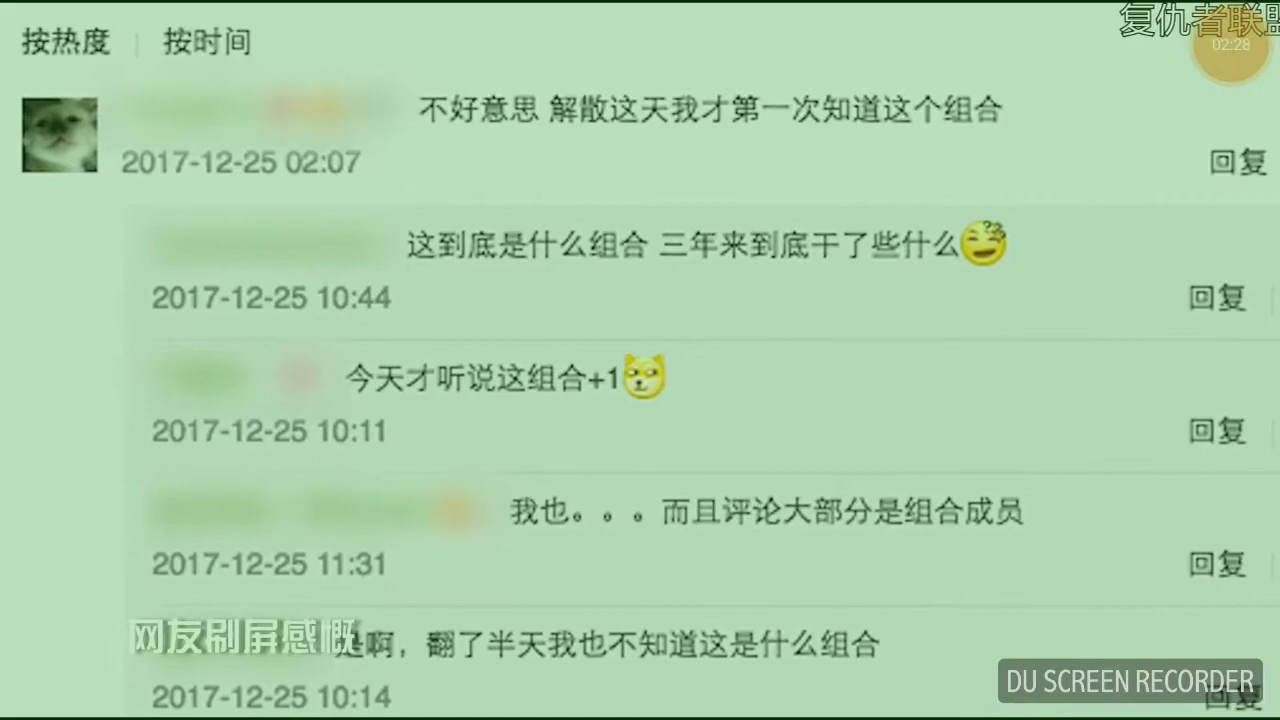 按热度 | 按时间
复仇者联盟
02:28
不好意思 解散这天我才第一次知道这个组合
2017-12-25 02:07
回复
这到底是什么组合 三年来到底干了些什么
2017-12-25 10:44
回复
今天才听说这组合+1
2017-12-25 10:11
回复
我也。。。而且评论大部分是组合成员
2017-12-25 11:31
回复
网友刷屏感慨
是啊，翻了半天我也不知道这是什么组合
2017-12-25 10:14
回复
DU SCREEN RECORDER